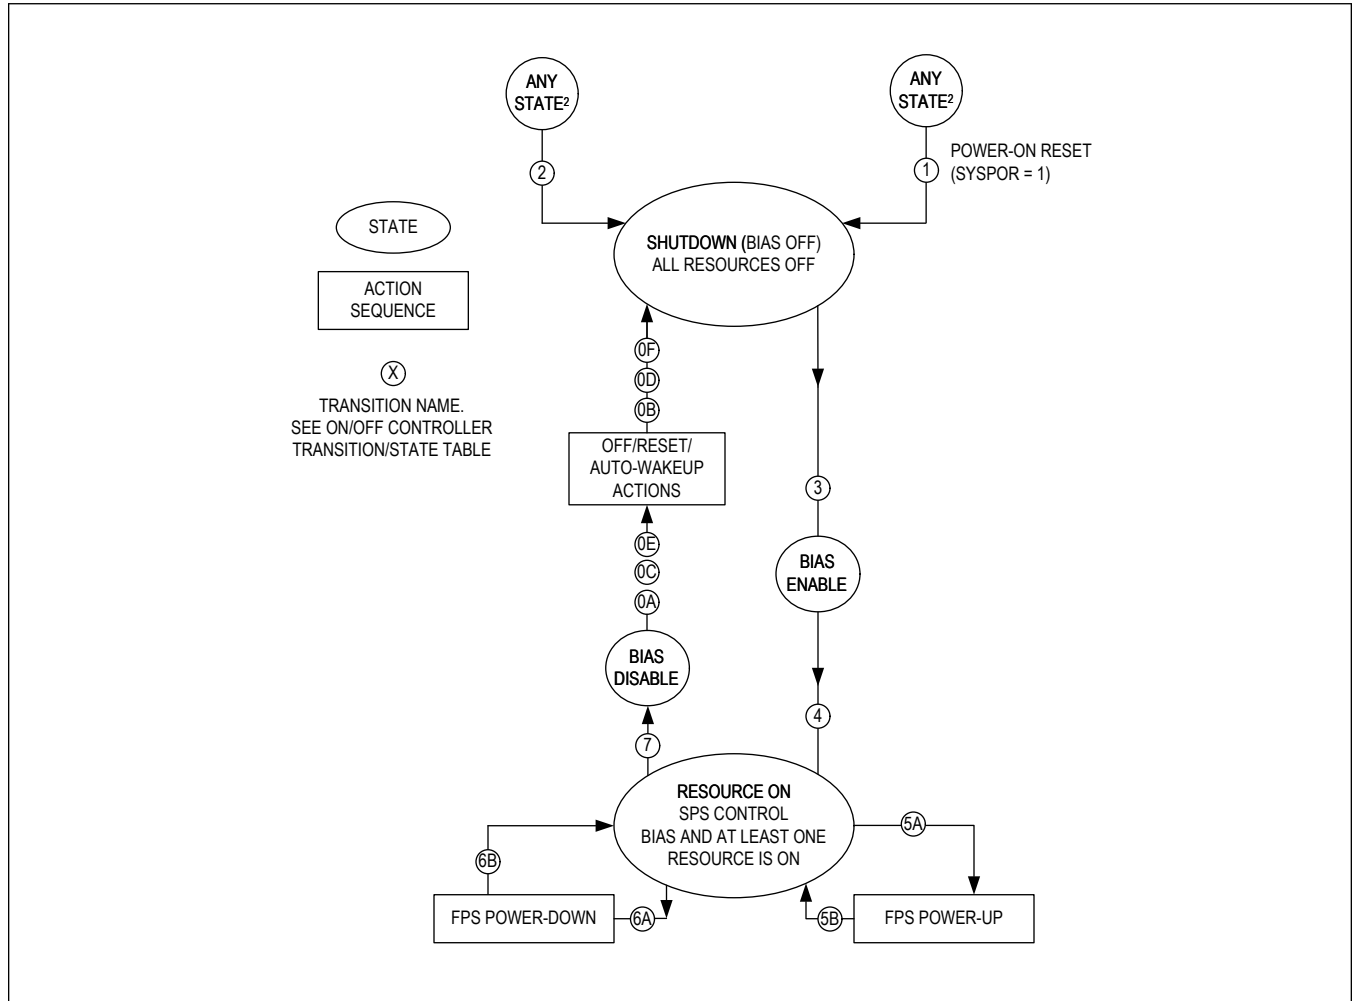 ANY
STATE²
ANY
STATE²
2
1
POWER-ON RESET
(SYSPOR = 1)
STATE
SHUTDOWN (BIAS OFF)
ALL RESOURCES OFF
ACTION
SEQUENCE
X
TRANSITION NAME.
SEE ON/OFF CONTROLLER
TRANSITION/STATE TABLE
0F
0D
0B
OFF/RESET/
AUTO-WAKEUP
ACTIONS
3
0E
0C
0A
BIAS
ENABLE
BIAS
DISABLE
4
7
RESOURCE ON
SPS CONTROL
BIAS AND AT LEAST ONE
RESOURCE IS ON
5A
6B
FPS POWER-DOWN
6A
5B
FPS POWER-UP